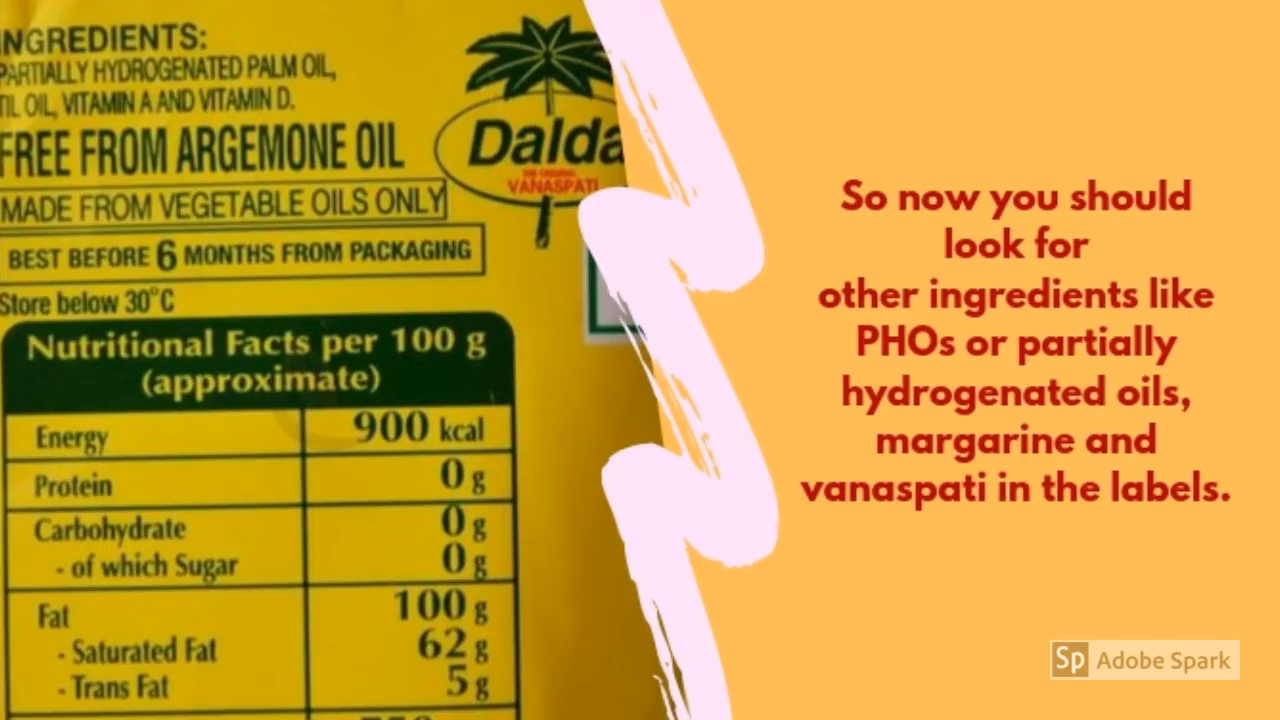 INGREDIENTS:
PARTIALLY HYDROGENATED PALM OIL,
TIL OIL, VITAMIN A AND VITAMIN D.
FREE FROM ARGEMONE OIL
MADE FROM VEGETABLE OILS ONLY
BEST BEFORE 6 MONTHS FROM PACKAGING
Store below 30°C
Dalda
THE ORIGINAL
VANASPATI
Nutritional Facts per 100 g
(approximate)
Energy 900 kcal
Protein 0 g
Carbohydrate 0 g
- of which Sugar 0 g
Fat 100 g
- Saturated Fat 62 g
- Trans Fat 5 g
So now you should
look for
other ingredients like
PHOs or partially
hydrogenated oils,
margarine and
vanaspati in the labels.
Sp Adobe Spark